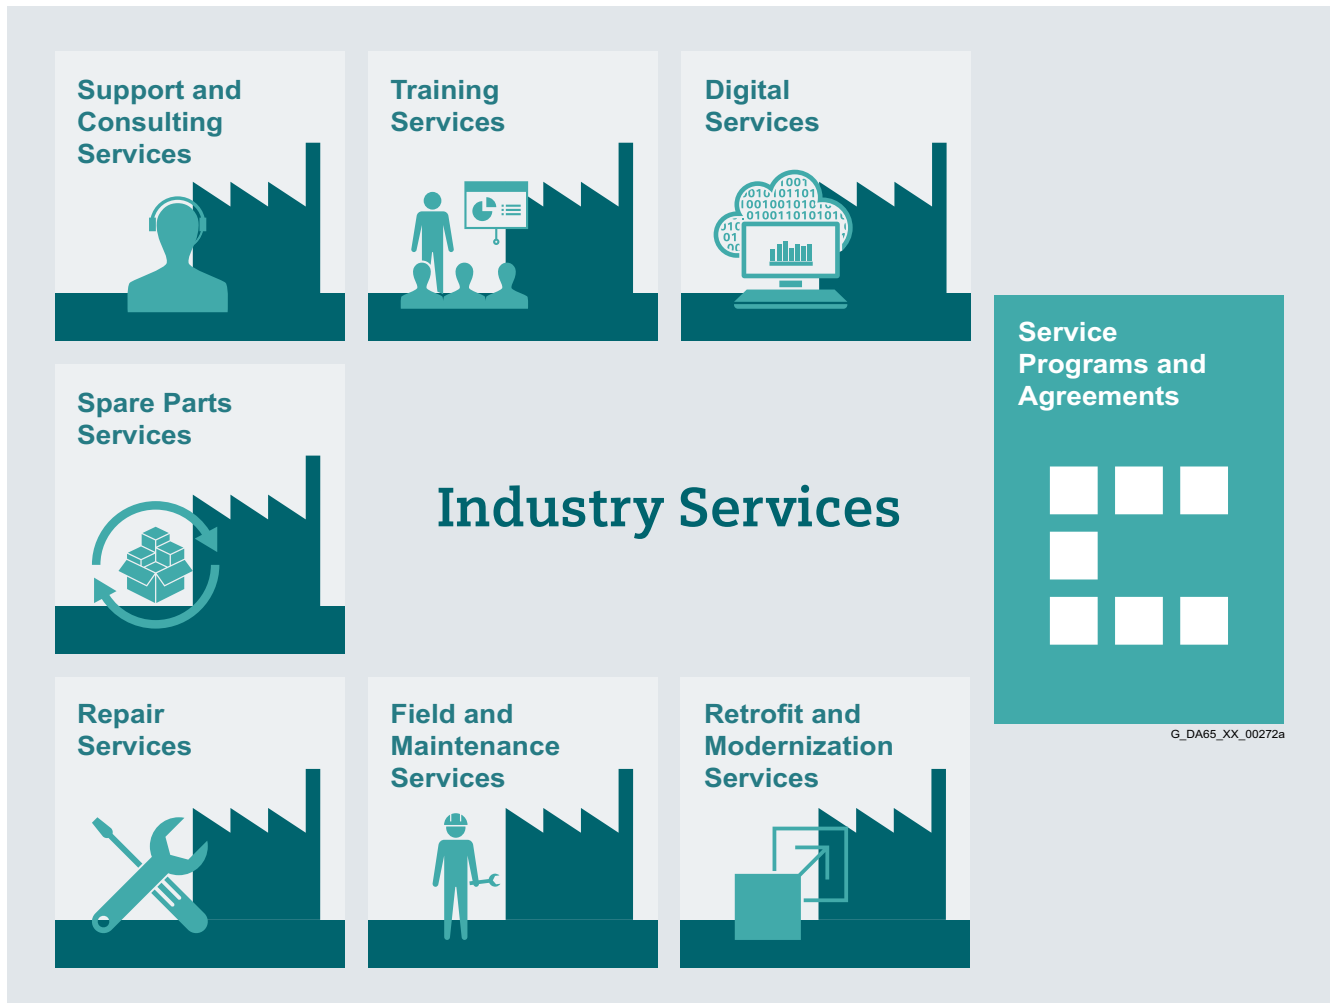 Support and
Consulting
Services
Training
Services
Digital
Services
Service
Programs and
Agreements
Spare Parts
Services
Industry Services
Repair
Services
Field and
Maintenance
Services
Retrofit and
Modernization
Services
G_DA65_XX_00272a